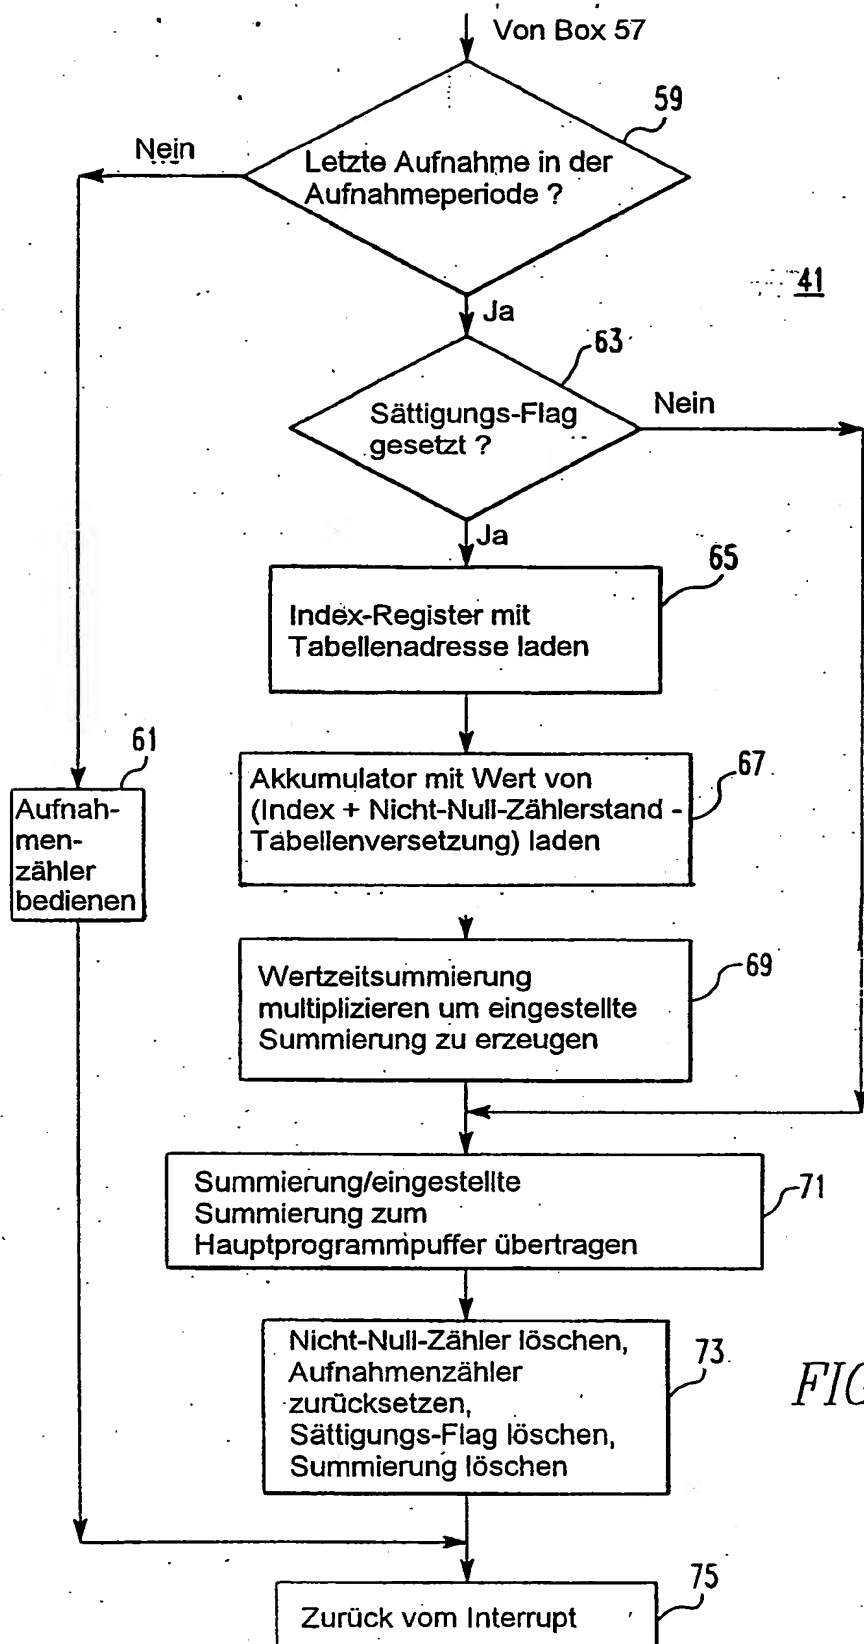 Von Box 57
59
Nein
Letzte Aufnahme in der
Aufnahmeperiode ?
41
Ja
63
Sättigungs-Flag
gesetzt ?
Nein
Ja
65
Index-Register mit
Tabellenadresse laden
61
Aufnah-
men-
zähler
bedienen
67
Akkumulator mit Wert von
(Index + Nicht-Null-Zählerstand -
Tabellenversetzung) laden
69
Wertzeitsummierung
multiplizieren um eingestellte
Summierung zu erzeugen
71
Summierung/eingestellte
Summierung zum
Hauptprogrammpuffer übertragen
73
Nicht-Null-Zähler löschen,
Aufnahmenzähler
zurücksetzen,
Sättigungs-Flag löschen,
Summierung löschen
FIG
75
Zurück vom Interrupt